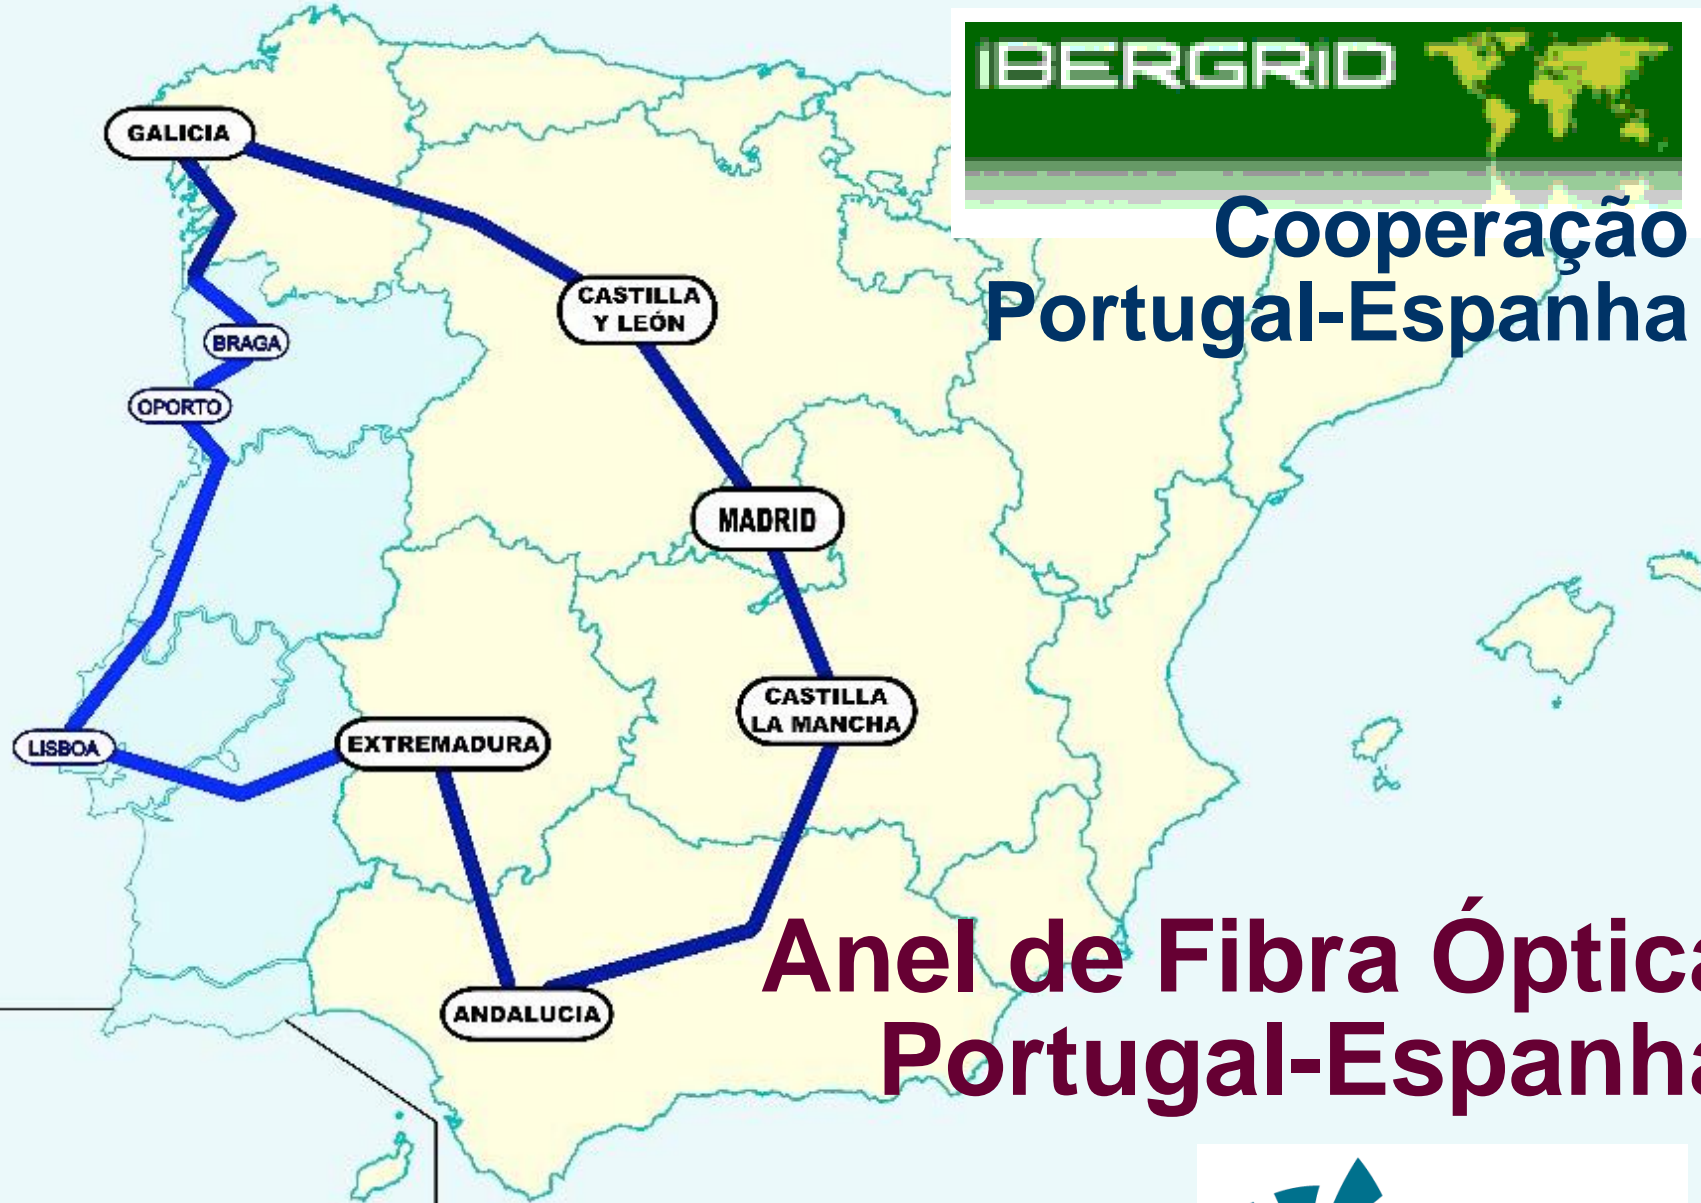 IBERGRID
Cooperação
Portugal-Espanha
GALICIA
CASTILLA
Y LEÓN
BRAGA
OPORTO
MADRID
CASTILLA
LA MANCHA
LISBOA
EXTREMADURA
ANDALUCIA
Anel de Fibra Óptica
Portugal-Espanha